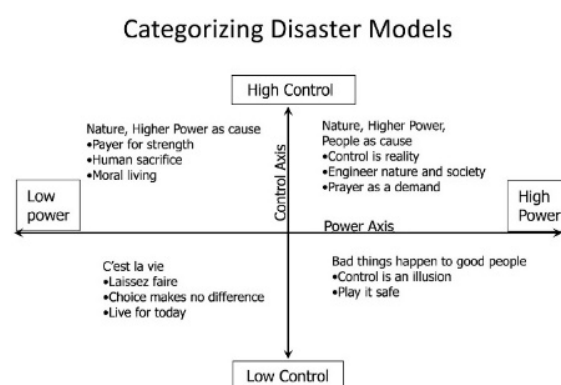 Categorizing Disaster Models
High Control
Nature, Higher Power as cause
•Payer for strength
•Human sacrifice
•Moral living
Nature, Higher Power,
People as cause
•Control is reality
•Engineer nature and society
•Prayer as a demand
Control Axis
Low
power
High
Power
Power Axis
C'est la vie
•Laissez faire
•Choice makes no difference
•Live for today
Bad things happen to good people
•Control is an illusion
•Play it safe
Low Control